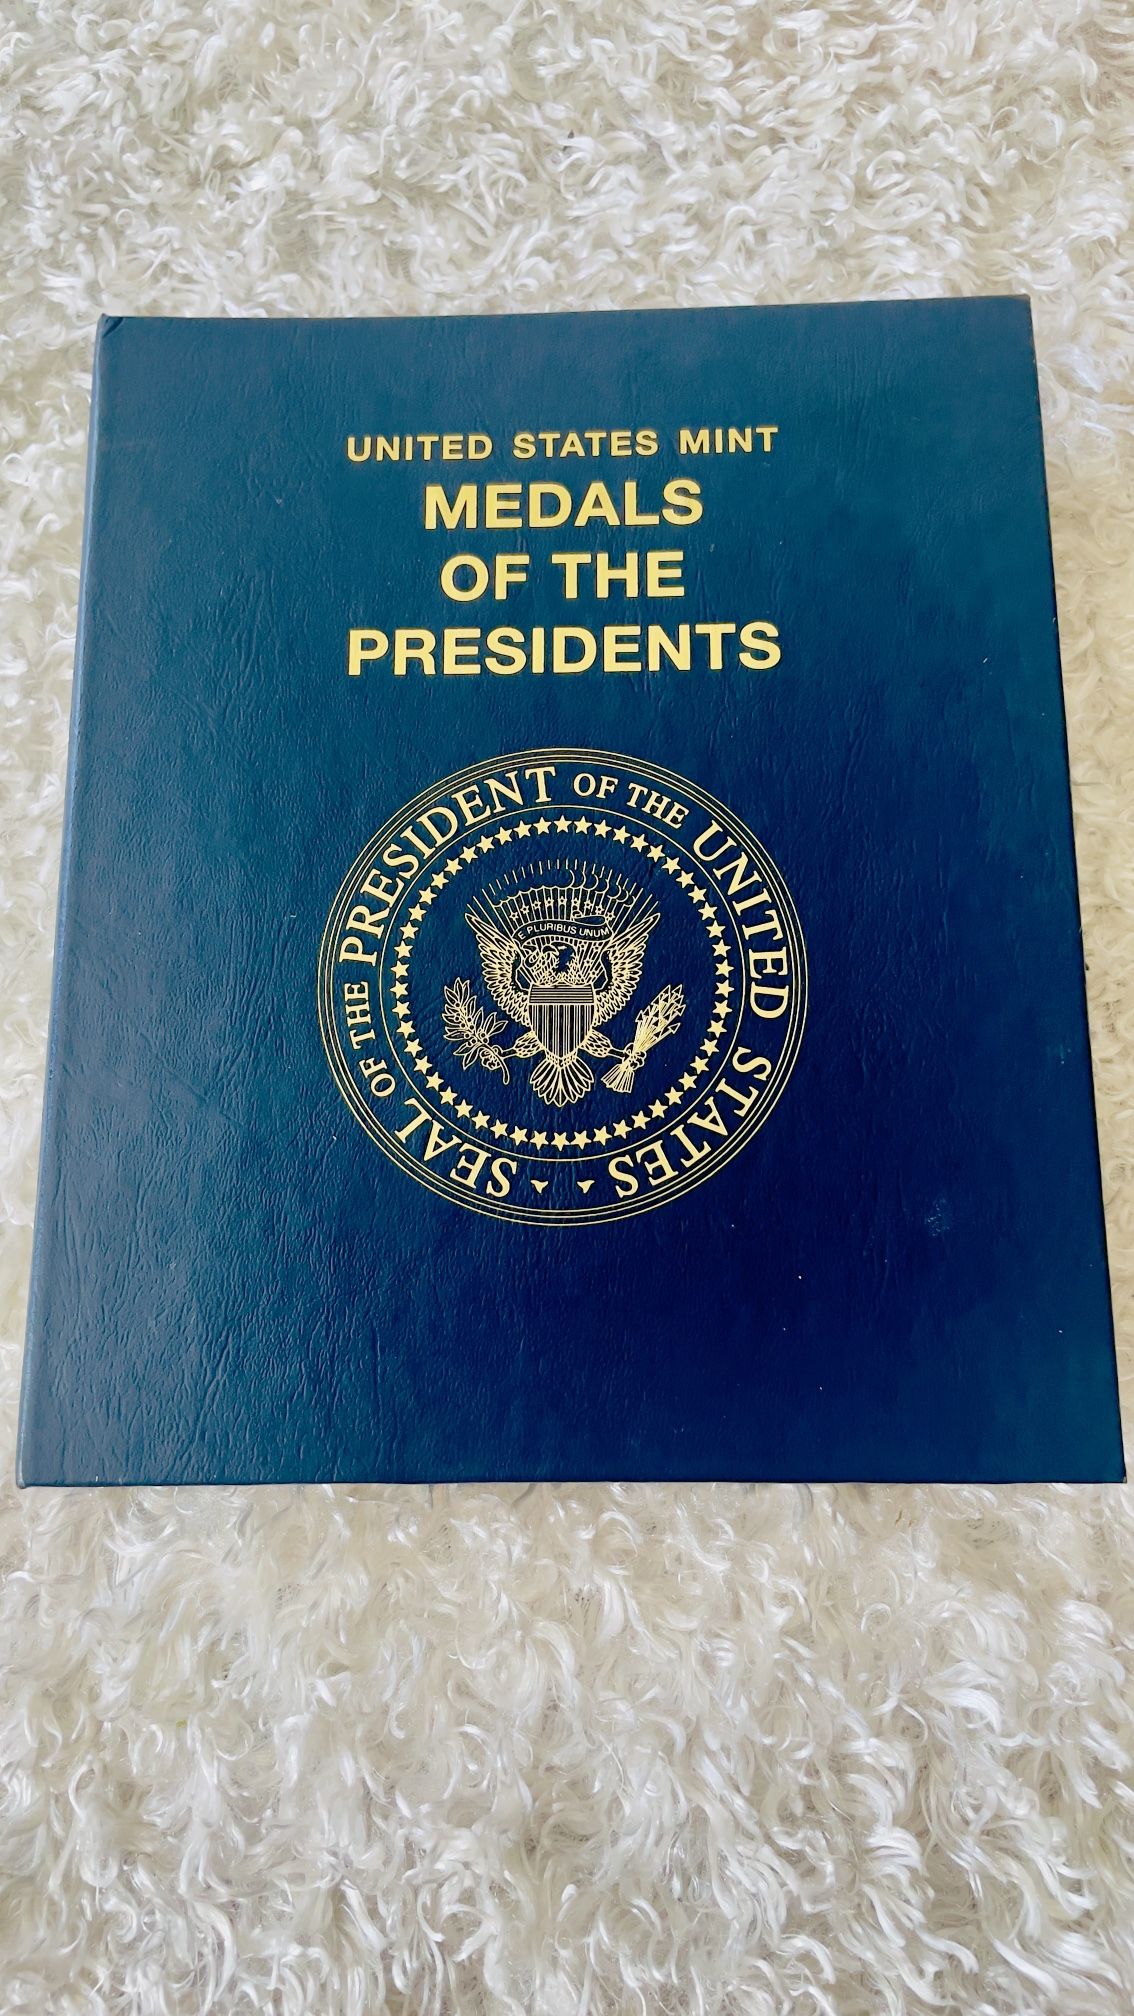 UNITED STATES MINT
MEDALS
OF THE
PRESIDENTS
SEAL OF THE PRESIDENT OF THE UNITED STATES
E PLURIBUS UNUM